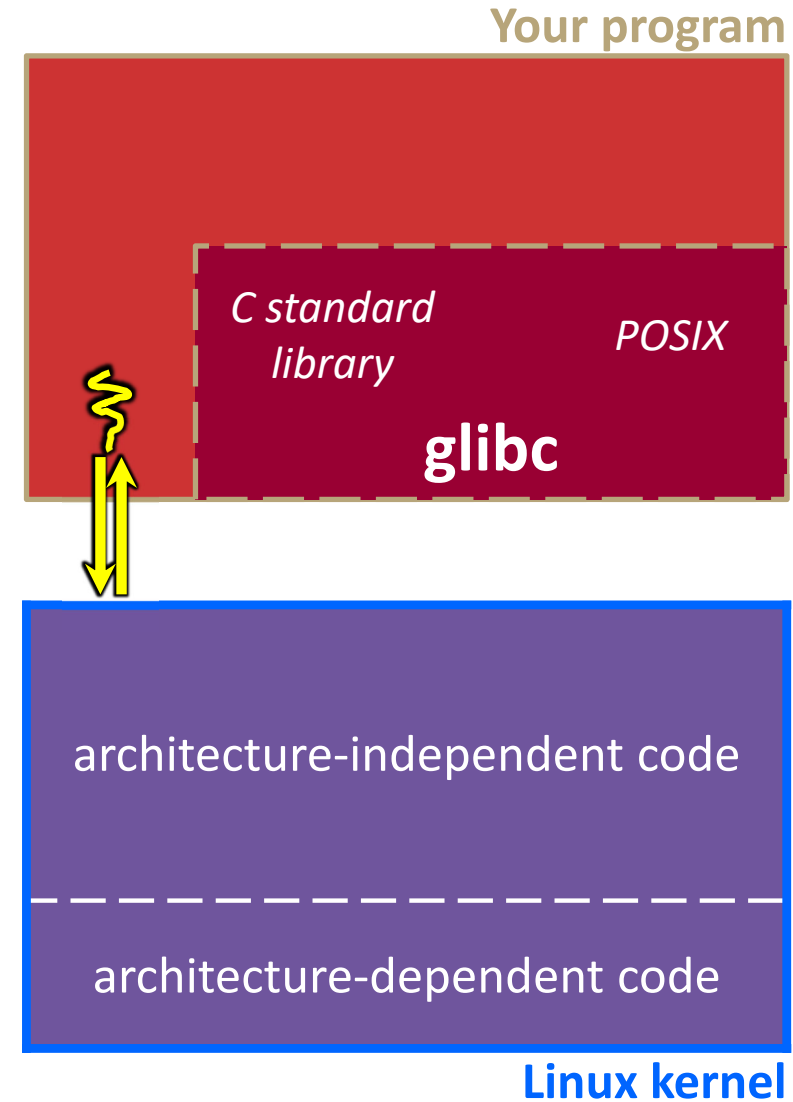 Your program
C standard
library
POSIX
glibc
architecture-independent code
architecture-dependent code
Linux kernel